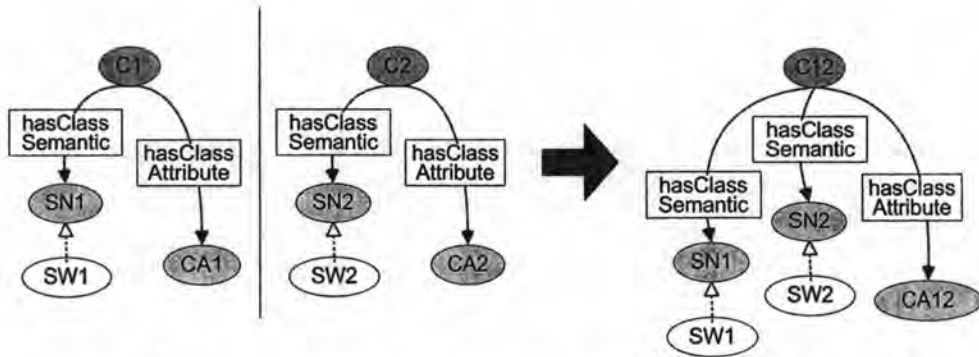 C1
hasClass
Semantic
hasClass
Attribute
SN1
SW1
CA1
C2
hasClass
Semantic
hasClass
Attribute
SN2
SW2
CA2
C12
hasClass
Semantic
hasClass
Semantic
hasClass
Attribute
SN1
SN2
SW1
SW2
CA12